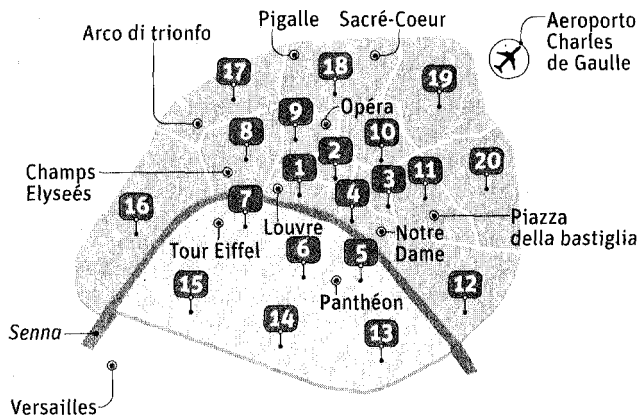 Pigalle
Sacré-Coeur
Aeroporto
Charles
de Gaulle
Arco di trionfo
17
18
19
9
Opéra
8
10
2
1
3
11
20
Champs
Elyseés
16
7
4
Louvre
Notre
Dame
Piazza
della bastiglia
Tour Eiffel
6
5
15
Panthéon
12
14
13
Senna
Versailles